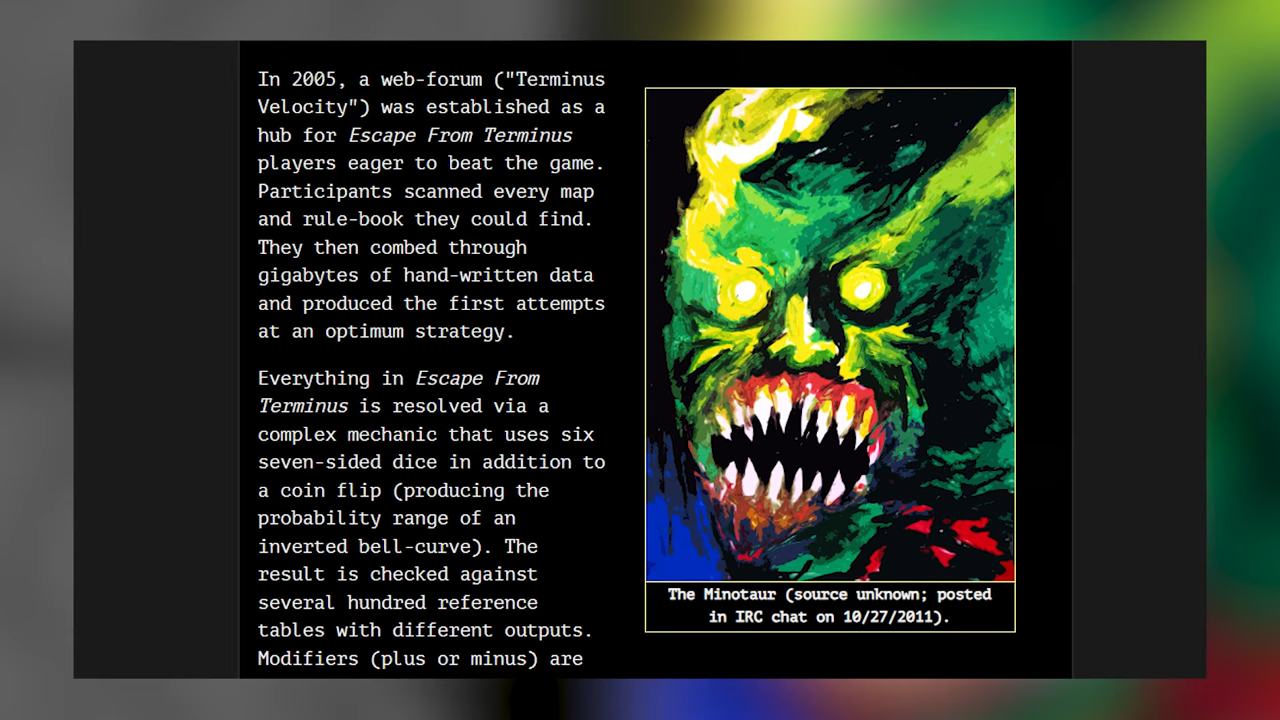 In 2005, a web-forum ("Terminus
Velocity") was established as a
hub for Escape From Terminus
players eager to beat the game.
Participants scanned every map
and rule-book they could find.
They then combed through
gigabytes of hand-written data
and produced the first attempts
at an optimum strategy.
Everything in Escape From
Terminus is resolved via a
complex mechanic that uses six
seven-sided dice in addition to
a coin flip (producing the
probability range of an
inverted bell-curve). The
result is checked against
several hundred reference
tables with different outputs.
Modifiers (plus or minus) are
The Minotaur (source unknown; posted
in IRC chat on 10/27/2011).